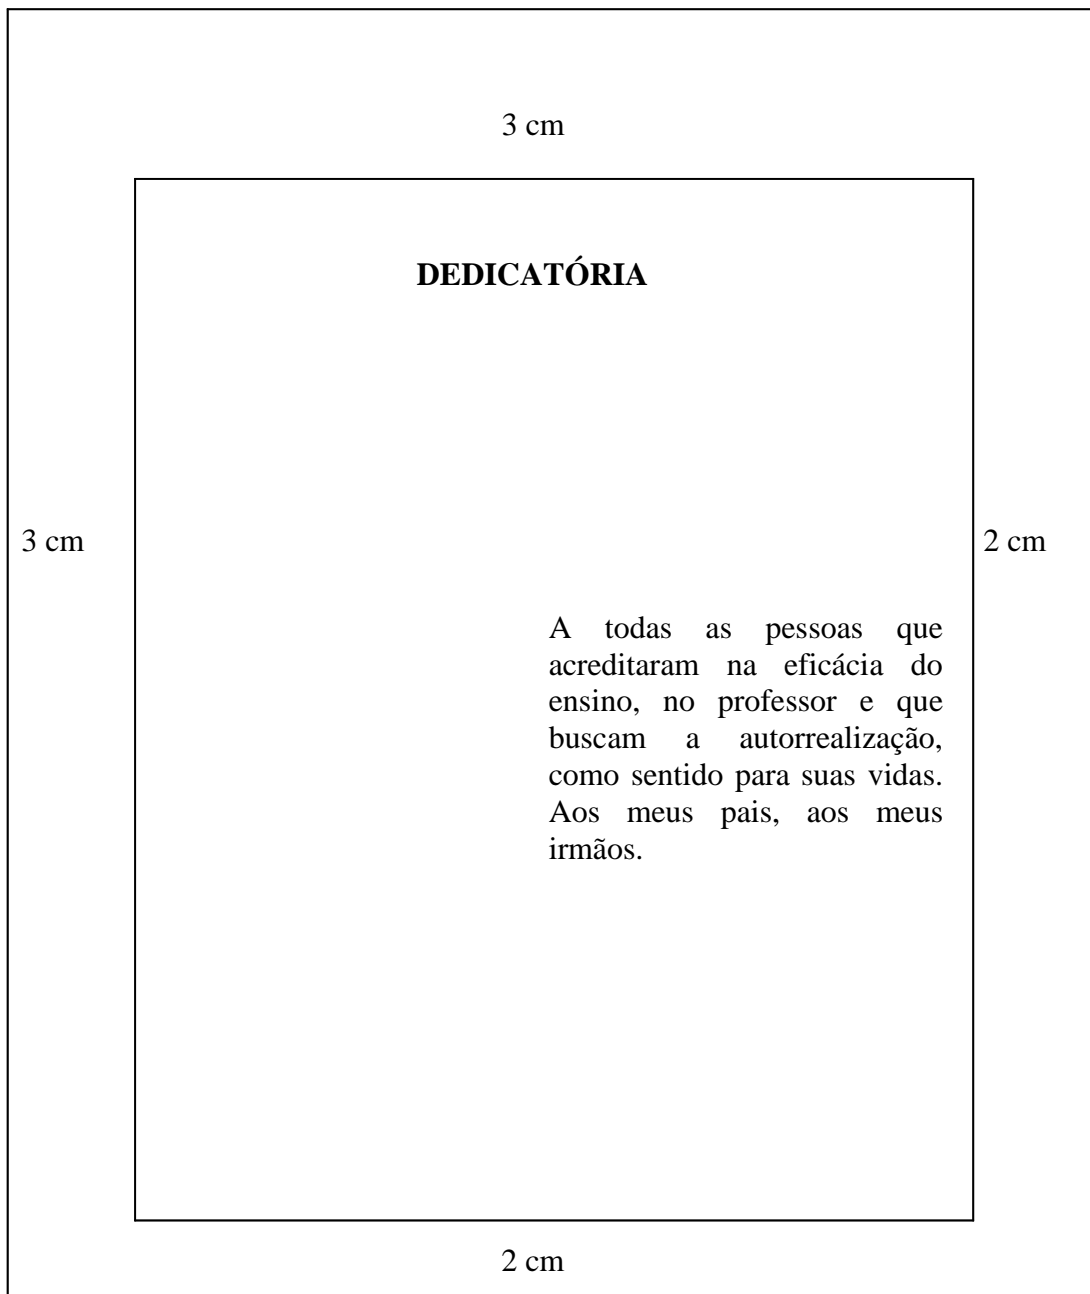 3 cm
DEDICATÓRIA
3 cm
2 cm
A todas as pessoas que
acreditaram na eficácia do
ensino, no professor e que
buscam a autorrealização,
como sentido para suas vidas.
Aos meus pais, aos meus
irmãos.
2 cm